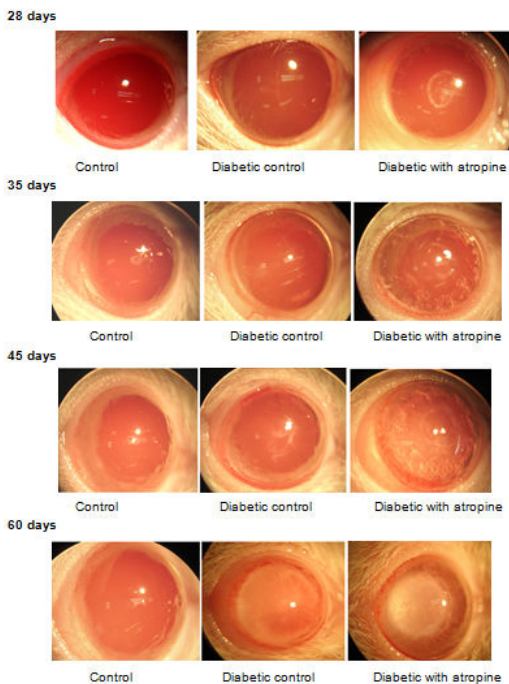 28 days
Control Diabetic control Diabetic with atropine
35 days
Control Diabetic control Diabetic with atropine
45 days
Control Diabetic control Diabetic with atropine
60 days
Control Diabetic control Diabetic with atropine